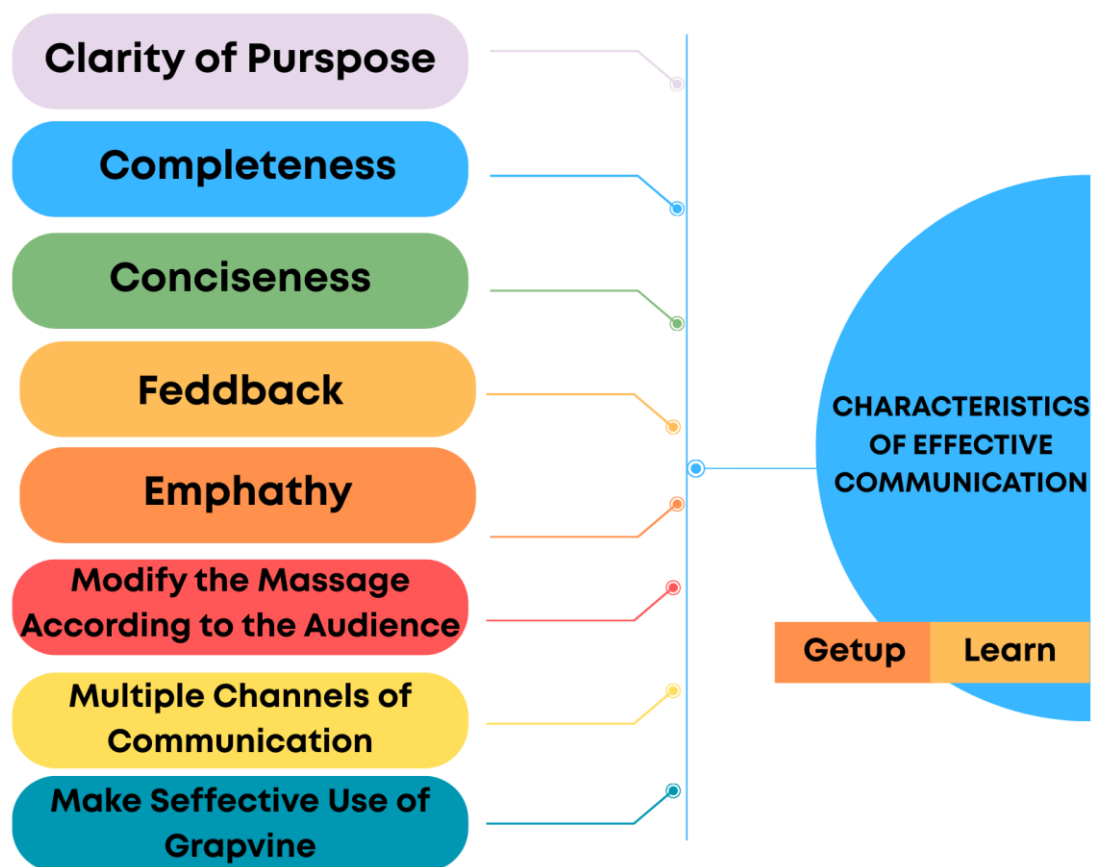 Clarity of Purspose
Completeness
Conciseness
Feddback
Emphathy
Modify the Massage
According to the Audience
Multiple Channels of
Communication
Make Seffective Use of
Grapvine
CHARACTERISTICS
OF EFFECTIVE
COMMUNICATION
Getup Learn